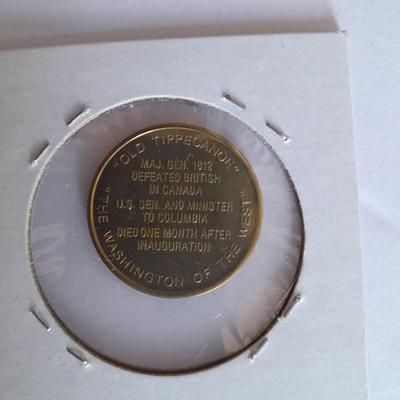 "OLD TIPPECANOE"
MAJ. GEN. 1812
DEFEATED BRITISH
IN CANADA
U.S. SEN. AND MINISTER
TO COLUMBIA
DIED ONE MONTH AFTER
INAUGURATION
"THE WASHINGTON OF THE WEST"